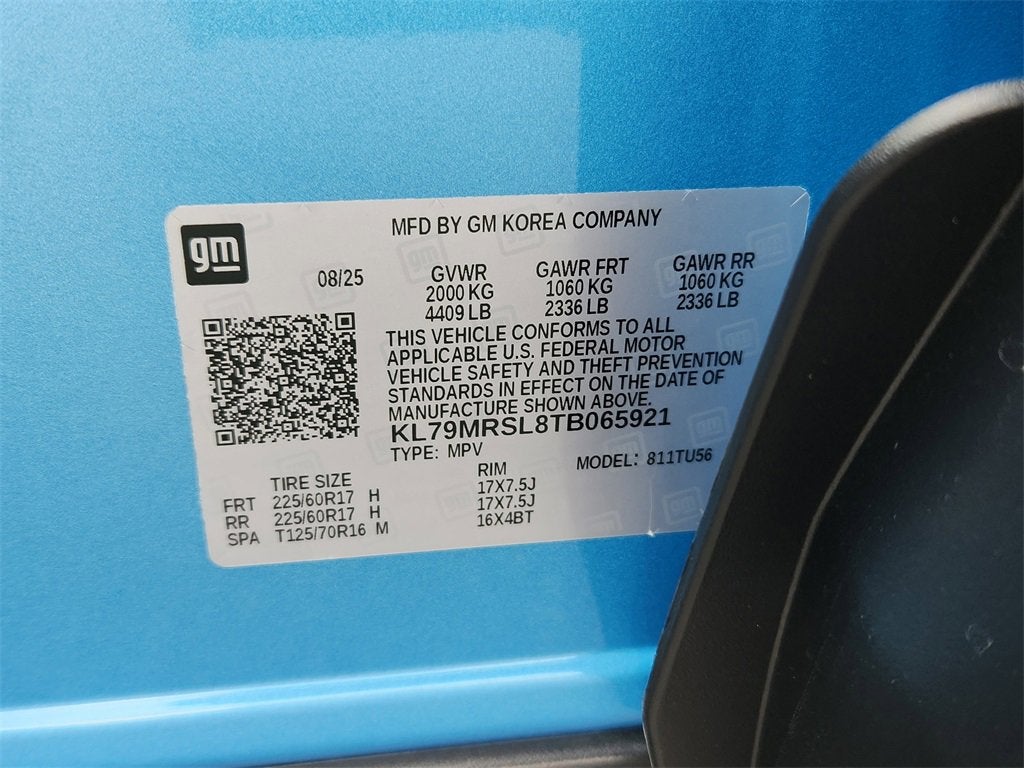 MFD BY GM KOREA COMPANY
gm
08/25
GVWR GAWR FRT GAWR RR
2000 KG 1060 KG 1060 KG
4409 LB 2336 LB 2336 LB
THIS VEHICLE CONFORMS TO ALL
APPLICABLE U.S. FEDERAL MOTOR
VEHICLE SAFETY AND THEFT PREVENTION
STANDARDS IN EFFECT ON THE DATE OF
MANUFACTURE SHOWN ABOVE.
KL79MRSL8TB065921
TYPE: MPV MODEL: 811TU56
TIRE SIZE RIM
FRT 225/60R17 H 17X7.5J
RR 225/60R17 H 17X7.5J
SPA T125/70R16 M 16X4BT